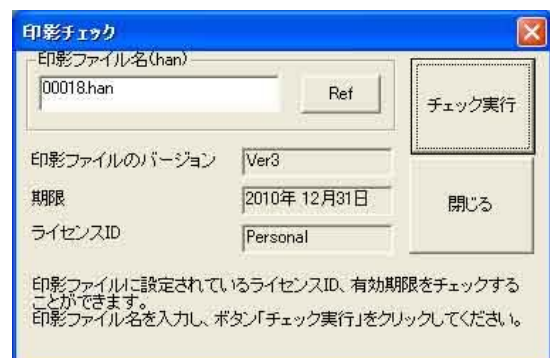 印影チェック
印影ファイル名(han)
00018.han
Ref
チェック実行
印影ファイルのバージョン
Ver3
期限
2010年 12月31日
閉じる
ライセンスID
Personal
印影ファイルに設定されているライセンスID、有効期限をチェックする
ことができます。
印影ファイル名を入力し、ボタン「チェック実行」をクリックしてください。